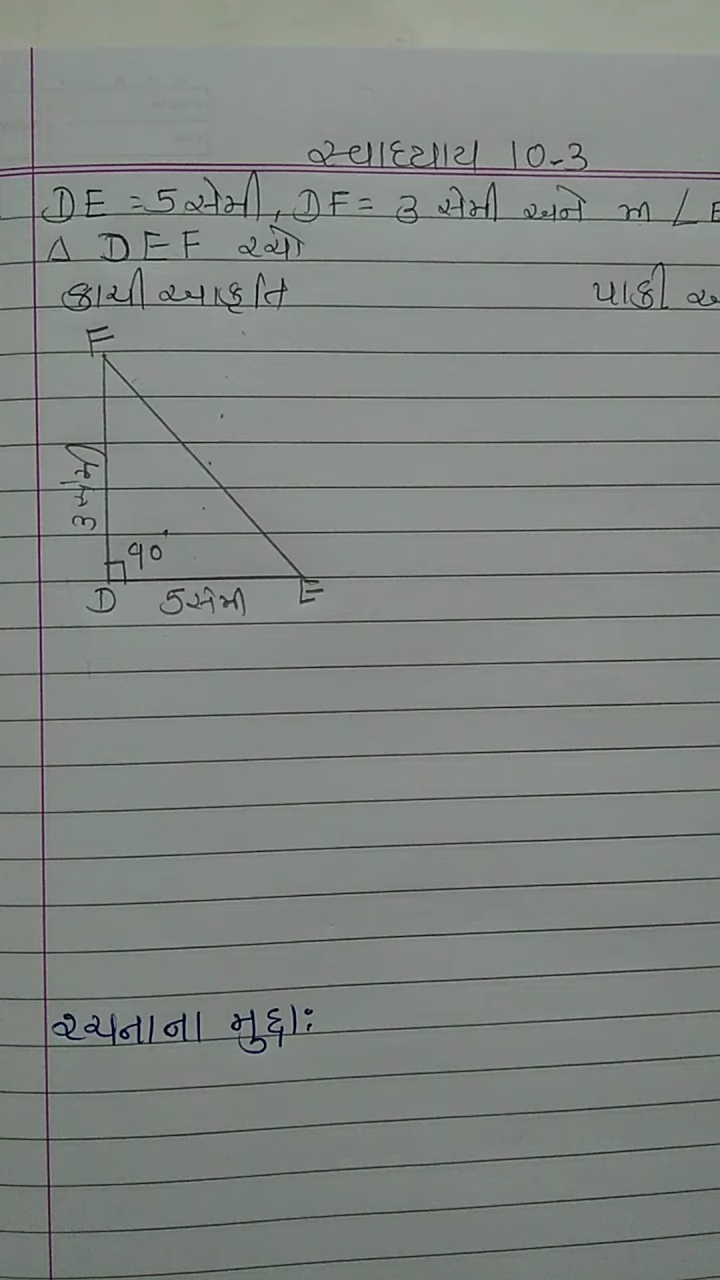 સ્વાધ્યાય 10-3
DE = 5 સેમી, DF = 3 સેમી અને m ∠E
Δ DEF રચો
કાચી આકૃતિ
પાકી
F
3 સેમી
90°
D 5 સેમી E
રચનાના મુદ્દા: